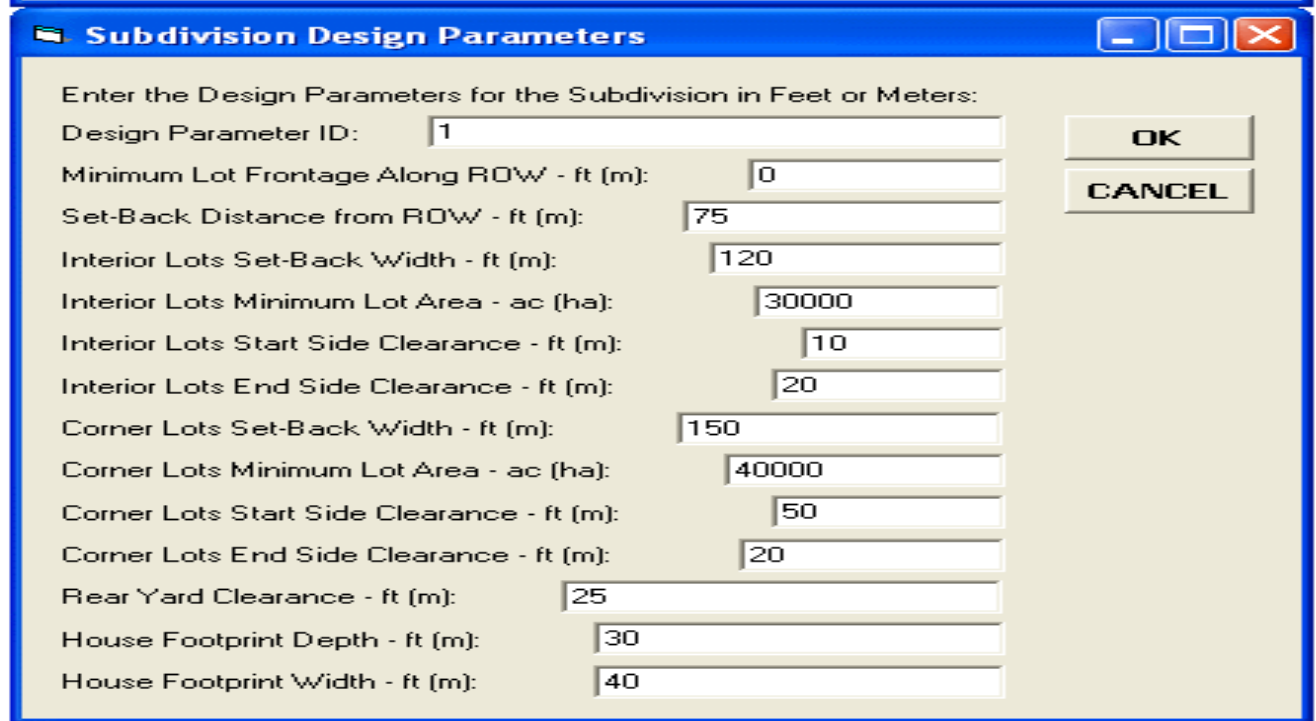 Subdivision Design Parameters
Enter the Design Parameters for the Subdivision in Feet or Meters:
Design Parameter ID: 1
OK
Minimum Lot Frontage Along ROW - ft (m): 0
CANCEL
Set-Back Distance from ROW - ft (m): 75
Interior Lots Set-Back Width - ft (m): 120
Interior Lots Minimum Lot Area - ac (ha): 30000
Interior Lots Start Side Clearance - ft (m): 10
Interior Lots End Side Clearance - ft (m): 20
Corner Lots Set-Back Width - ft (m): 150
Corner Lots Minimum Lot Area - ac (ha): 40000
Corner Lots Start Side Clearance - ft (m): 50
Corner Lots End Side Clearance - ft (m): 20
Rear Yard Clearance - ft (m): 25
House Footprint Depth - ft (m): 30
House Footprint Width - ft (m): 40